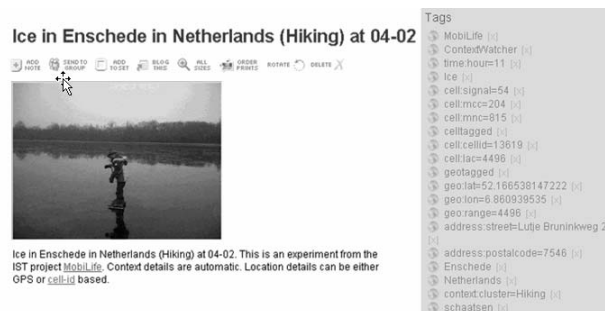 Ice in Enschede in Netherlands (Hiking) at 04-02
ADD NOTE
SEND TO GROUP
ADD TO SET
BLOG THIS
ALL SIZES
ORDER PRINTS
ROTATE
DELETE
Ice in Enschede in Netherlands (Hiking) at 04-02. This is an experiment from the
IST project MobiLife. Context details are automatic. Location details can be either
GPS or cell-id based.
Tags
MobiLife [x]
ContextWatcher [x]
time:hour=11 [x]
Ice [x]
cell:signal=54 [x]
cell:mcc=204 [x]
cell:mnc=815 [x]
celltagged [x]
cell:cellid=13619 [x]
cell:lac=4496 [x]
geotagged [x]
geo:lat=52.166538147222 [x]
geo:lon=6.860939535 [x]
geo:range=4496 [x]
address:street=Lutje Bruninkweg 2
[x]
address:postalcode=7546 [x]
Enschede [x]
Netherlands [x]
context:cluster=Hiking [x]
schaatsen [x]